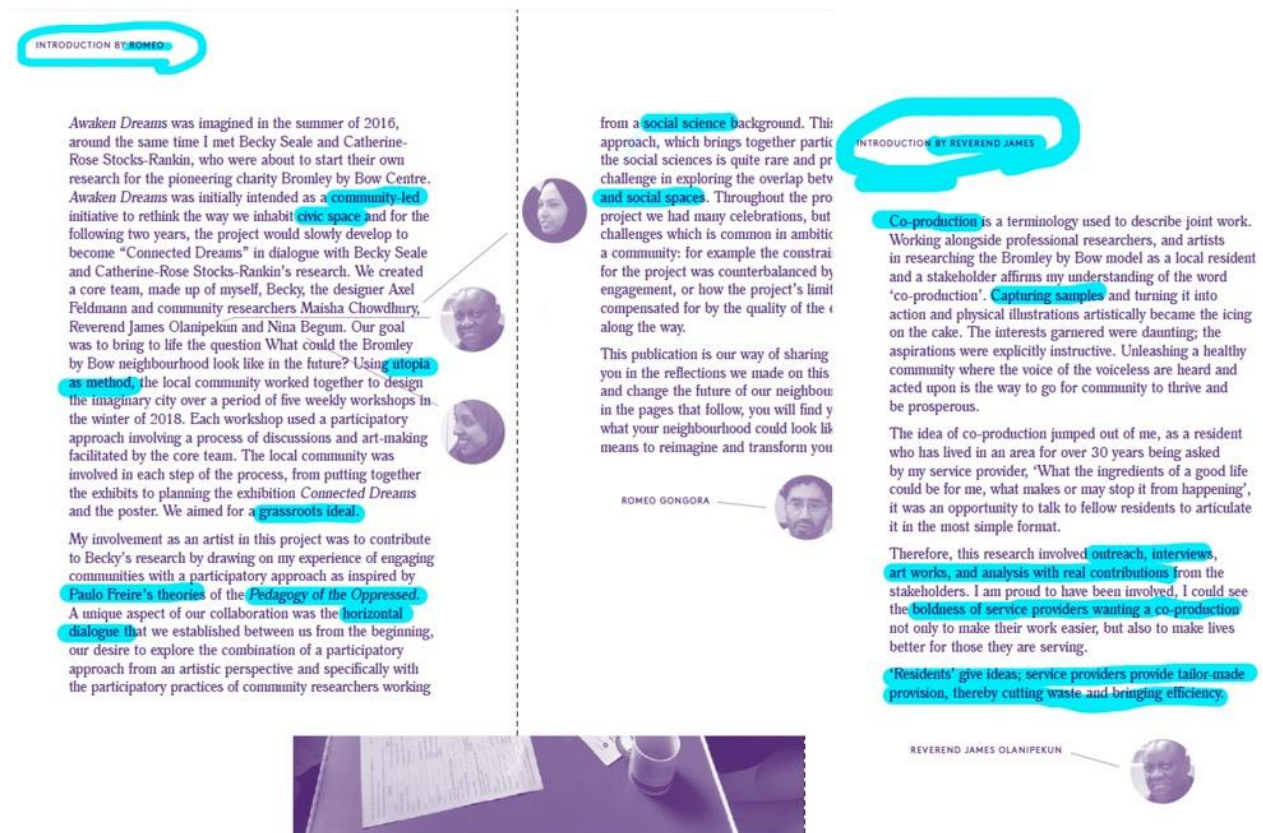 INTRODUCTION BY ROMEO
Awaken Dreams was imagined in the summer of 2016,
around the same time I met Becky Seale and Catherine-
Rose Stocks-Rankin, who were about to start their own
research for the pioneering charity Bromley by Bow Centre.
Awaken Dreams was initially intended as a community-led
initiative to rethink the way we inhabit civic space and for the
following two years, the project would slowly develop to
become “Connected Dreams” in dialogue with Becky Seale
and Catherine-Rose Stocks-Rankin’s research. We created
a core team, made up of myself, Becky, the designer Axel
Feldmann and community researchers Maisha Chowdhury,
Reverend James Olanipekun and Nina Begum. Our goal
was to bring to life the question What could the Bromley
by Bow neighbourhood look like in the future? Using utopia
as method, the local community worked together to design
the imaginary city over a period of five weekly workshops in
the winter of 2018. Each workshop used a participatory
approach involving a process of discussions and art-making
facilitated by the core team. The local community was
involved in each step of the process, from putting together
the exhibits to planning the exhibition Connected Dreams
and the poster. We aimed for a grassroots ideal.
My involvement as an artist in this project was to contribute
to Becky’s research by drawing on my experience of engaging
communities with a participatory approach as inspired by
Paulo Freire’s theories of the Pedagogy of the Oppressed.
A unique aspect of our collaboration was the horizontal
dialogue that we established between us from the beginning,
our desire to explore the combination of a participatory
approach from an artistic perspective and specifically with
the participatory practices of community researchers working
from a social science background. This
approach, which brings together partic
the social sciences is quite rare and pr
challenge in exploring the overlap betw
and social spaces. Throughout the pro
project we had many celebrations, but
challenges which is common in ambitic
a community: for example the constrai
for the project was counterbalanced by
engagement, or how the project’s limit
compensated for by the quality of the
along the way.
This publication is our way of sharing
you in the reflections we made on this
and change the future of our neighbour
in the pages that follow, you will find y
what your neighbourhood could look lik
means to reimagine and transform you
ROMEO GONGORA
INTRODUCTION BY REVEREND JAMES
Co-production is a terminology used to describe joint work.
Working alongside professional researchers, and artists
in researching the Bromley by Bow model as a local resident
and a stakeholder affirms my understanding of the word
‘co-production’. Capturing samples and turning it into
action and physical illustrations artistically became the icing
on the cake. The interests garnered were daunting; the
aspirations were explicitly instructive. Unleashing a healthy
community where the voice of the voiceless are heard and
acted upon is the way to go for community to thrive and
be prosperous.
The idea of co-production jumped out of me, as a resident
who has lived in an area for over 30 years being asked
by my service provider, ‘What the ingredients of a good life
could be for me, what makes or may stop it from happening’,
it was an opportunity to talk to fellow residents to articulate
it in the most simple format.
Therefore, this research involved outreach, interviews,
art works, and analysis with real contributions from the
stakeholders. I am proud to have been involved, I could see
the boldness of service providers wanting a co-production
not only to make their work easier, but also to make lives
better for those they are serving.
‘Residents’ give ideas; service providers provide tailor-made
provision, thereby cutting waste and bringing efficiency.
REVEREND JAMES OLANIPEKUN